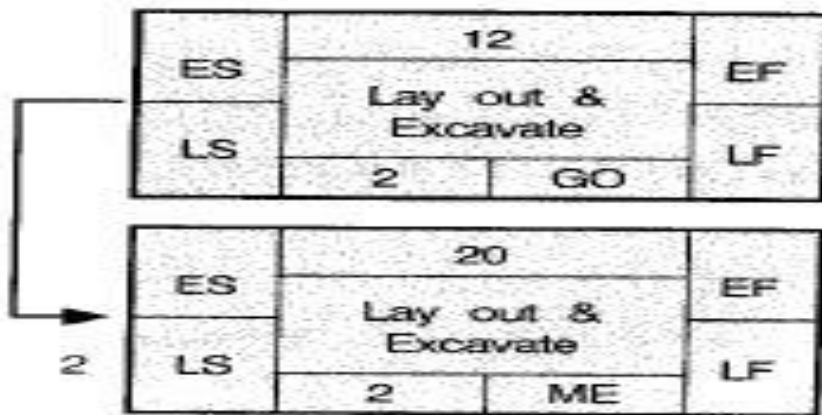 12
ES
EF
Lay out &
Excavate
LS
LF
2 GO
20
ES
EF
Lay out &
Excavate
2
LS
LF
2 ME